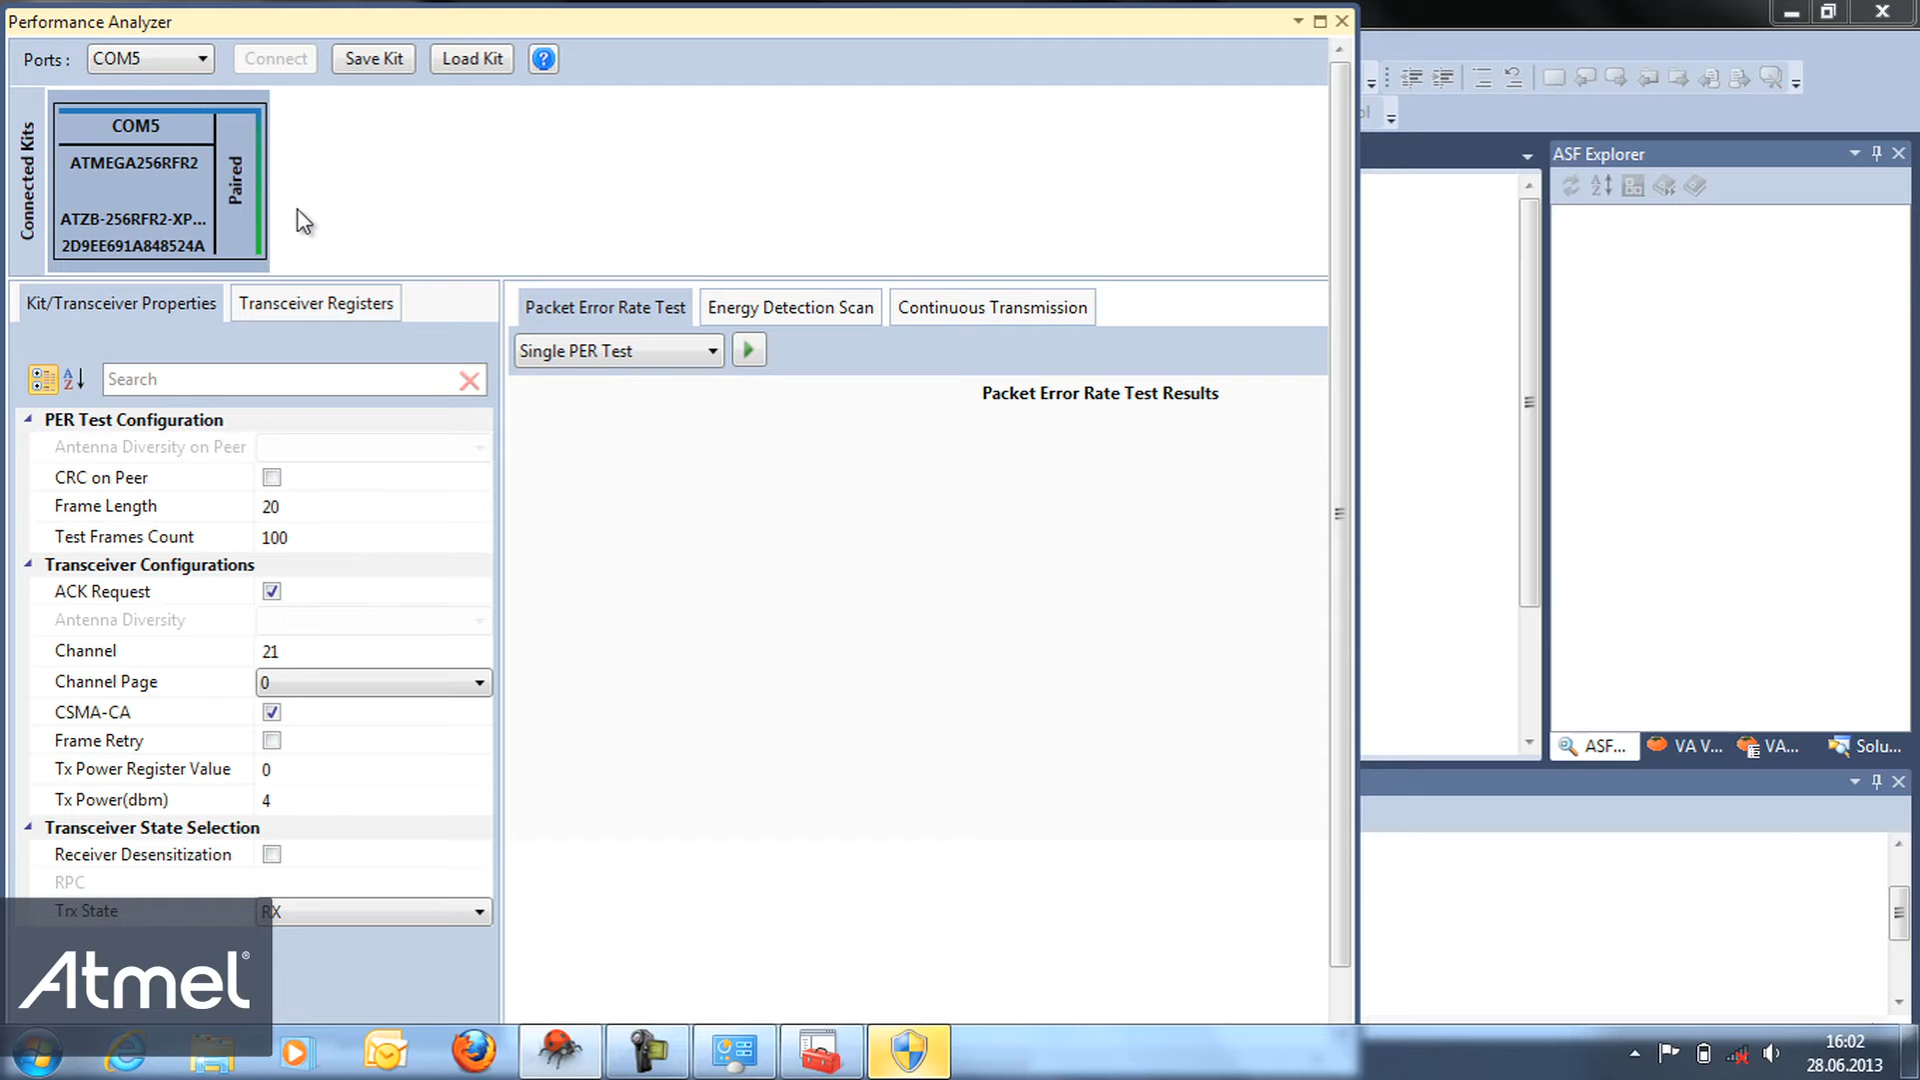 Performance Analyzer
Ports : COM5 Connect Save Kit Load Kit
Connected Kits
COM5
ATMEGA256RFR2
ATZB-256RFR2-XP...
2D9EE691A848524A
Paired
Kit/Transceiver Properties Transceiver Registers
Search
PER Test Configuration
Antenna Diversity on Peer
CRC on Peer
Frame Length 20
Test Frames Count 100
Transceiver Configurations
ACK Request
Antenna Diversity
Channel 21
Channel Page 0
CSMA-CA
Frame Retry
Tx Power Register Value 0
Tx Power(dbm) 4
Transceiver State Selection
Receiver Desensitization
RPC
Trx State RX
Packet Error Rate Test Energy Detection Scan Continuous Transmission
Single PER Test
Packet Error Rate Test Results
ASF Explorer
ASF... VA V... VA... Solu...
Atmel®
16:02
28.06.2013